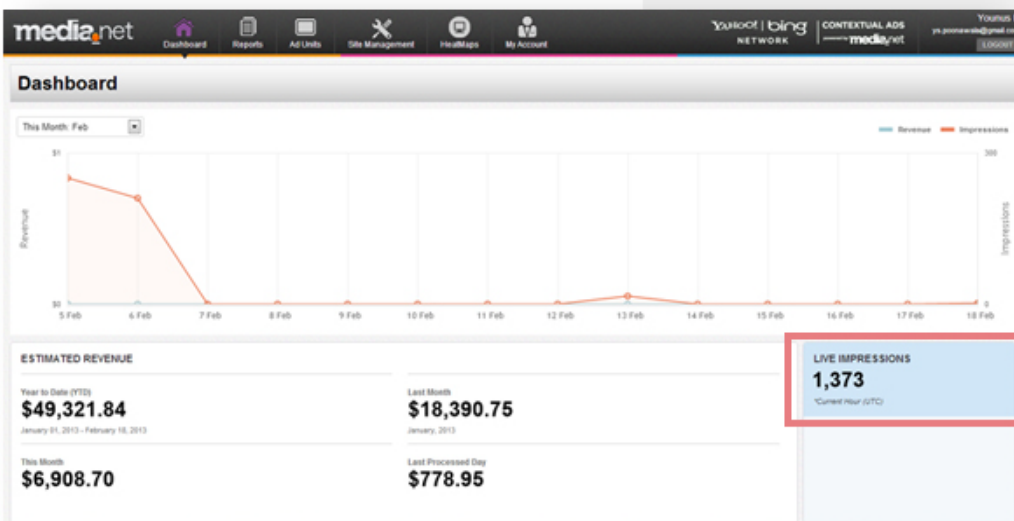 media.net
Dashboard
Reports
Ad Units
Site Management
HeatMaps
My Account
YAHOO! | bing
NETWORK
CONTEXTUAL ADS
media.net
Younus
LOGOUT
Dashboard
This Month: Feb
Revenue
Impressions
$1
300
Revenue
Impressions
$0
0
5 Feb
6 Feb
7 Feb
8 Feb
9 Feb
10 Feb
11 Feb
12 Feb
13 Feb
14 Feb
15 Feb
16 Feb
17 Feb
18 Feb
ESTIMATED REVENUE
Year to Date (YTD)
$49,321.84
January 01, 2013 - February 18, 2013
Last Month
$18,390.75
January, 2013
This Month
$6,908.70
Last Processed Day
$778.95
LIVE IMPRESSIONS
1,373
*Current Hour (UTC)